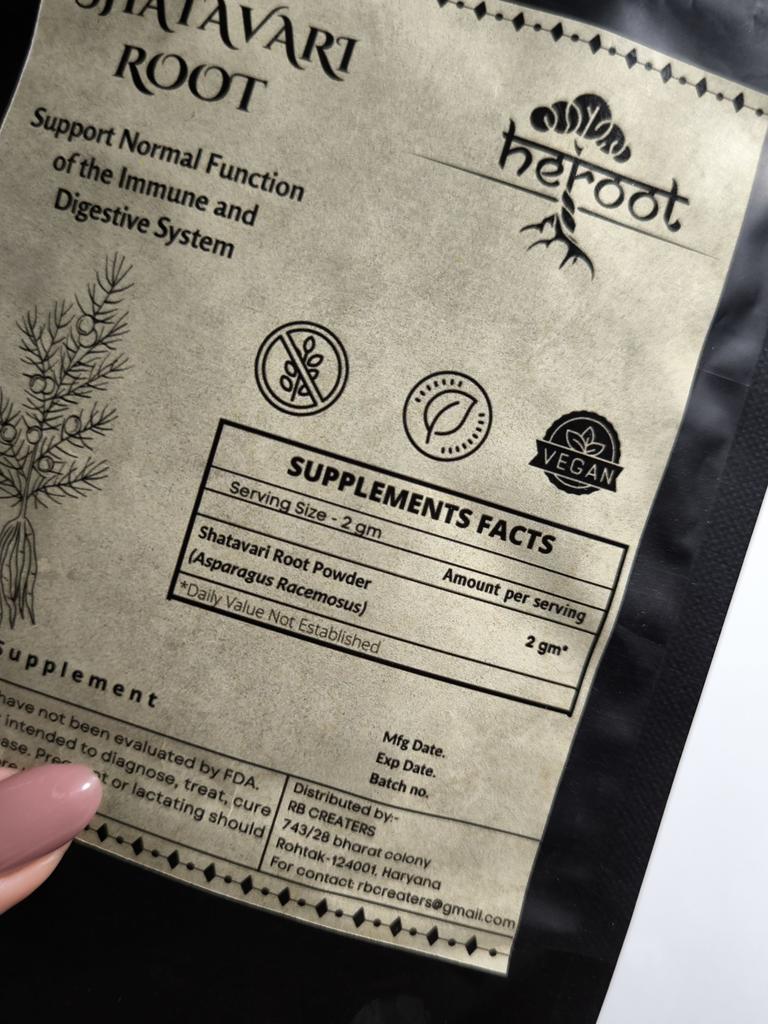 SHATAVARI
ROOT
Support Normal Function
of the Immune and
Digestive System
heroot
VEGAN
SUPPLEMENTS FACTS
Serving Size - 2 gm
Amount per serving
Shatavari Root Powder
(Asparagus Racemosus)
2 gm*
*Daily Value Not Established
Supplement
have not been evaluated by FDA.
intended to diagnose, treat, cure
or lactating should
Mfg Date.
Exp Date.
Batch no.
Distributed by:-
RB CREATERS
743/28 bharat colony
Rohtak-124001, Haryana
For contact: rbcreaters@gmail.com